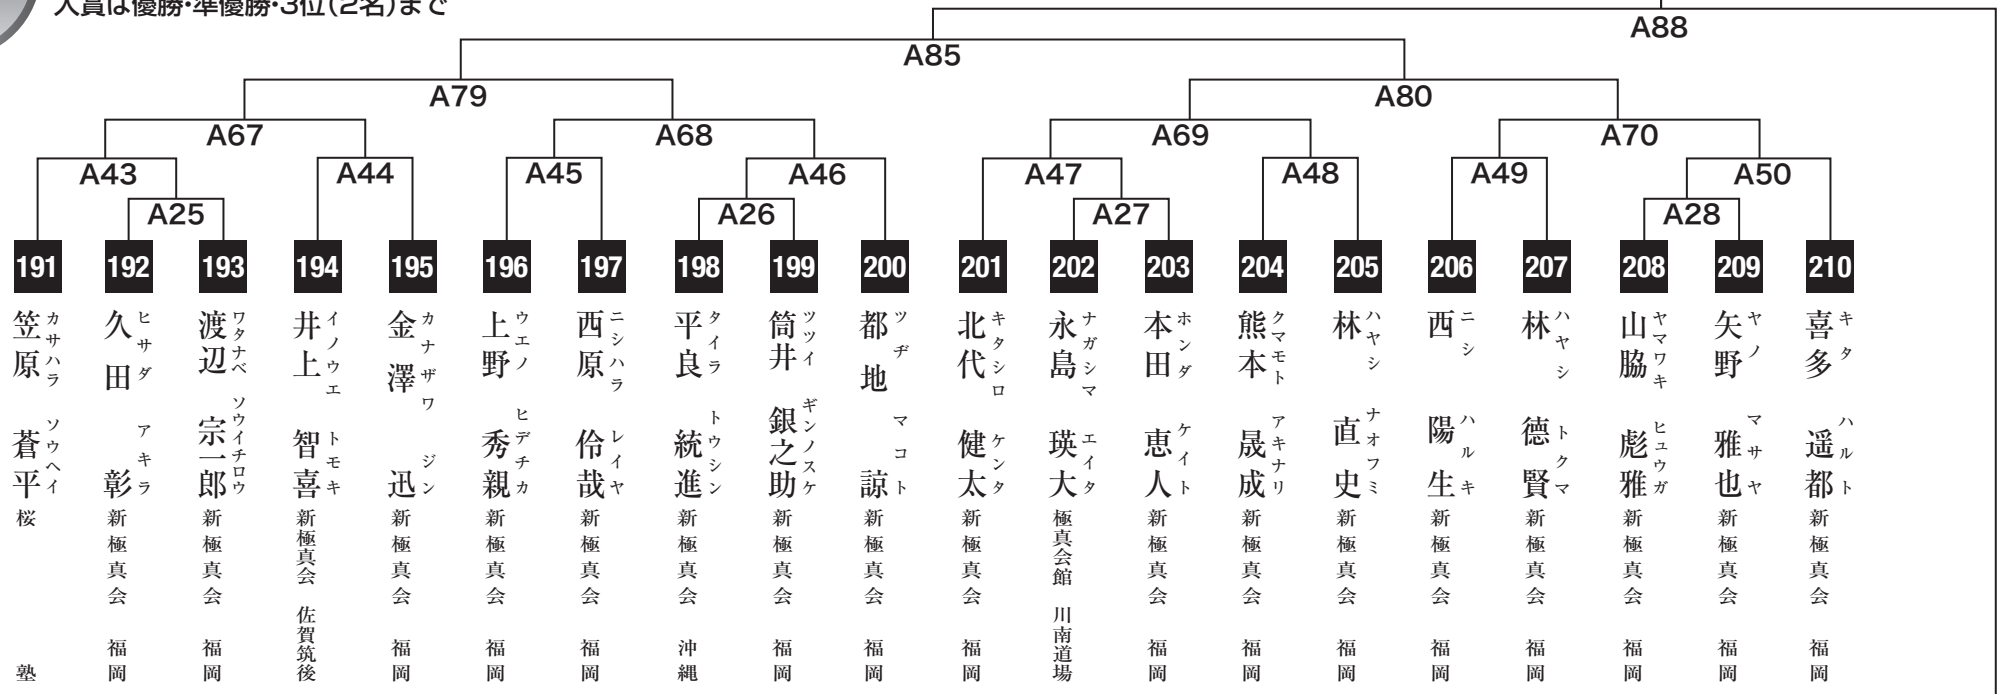 入賞は優勝・準優勝・3位（2名）まで
A88
A85
A79
A80
A67
A68
A69
A70
A43
A44
A45
A46
A47
A48
A49
A50
A25
A26
A27
A28
191
笠原 蒼平
カサハラ ソウヘイ
桜塾
192
久田 彰
ヒサダ アキラ
新極真会 福岡
193
渡辺 宗一郎
ワタナベ ソウイチロウ
新極真会 福岡
194
井上 智喜
イノウエ トモキ
新極真会 佐賀筑後
195
金澤 迅
カナザワ ジン
新極真会 福岡
196
上野 秀親
ウエノ ヒデチカ
新極真会 福岡
197
西原 伶哉
ニシハラ レイヤ
新極真会 福岡
198
平良 統進
タイラ トウシン
新極真会 沖縄
199
筒井 銀之助
ツツイ ギンノスケ
新極真会 福岡
200
都地 諒
ツヂ マコト
新極真会 福岡
201
北代 健太
キタシロ ケンタ
新極真会 福岡
202
永島 瑛大
ナガシマ エイタ
極真会館 川南道場
203
本田 恵人
ホンダ ケイト
新極真会 福岡
204
熊本 晟成
クマモト アキナリ
新極真会 福岡
205
林 直史
ハヤシ ナオフミ
新極真会 福岡
206
西 陽生
ニシ ハルキ
新極真会 福岡
207
林 德賢
ハヤシ トクマ
新極真会 福岡
208
山脇 彪雅
ヤマワキ ヒュウガ
新極真会 福岡
209
矢野 雅也
ヤノ マサヤ
新極真会 福岡
210
喜多 遥都
キタ ハルト
新極真会 福岡